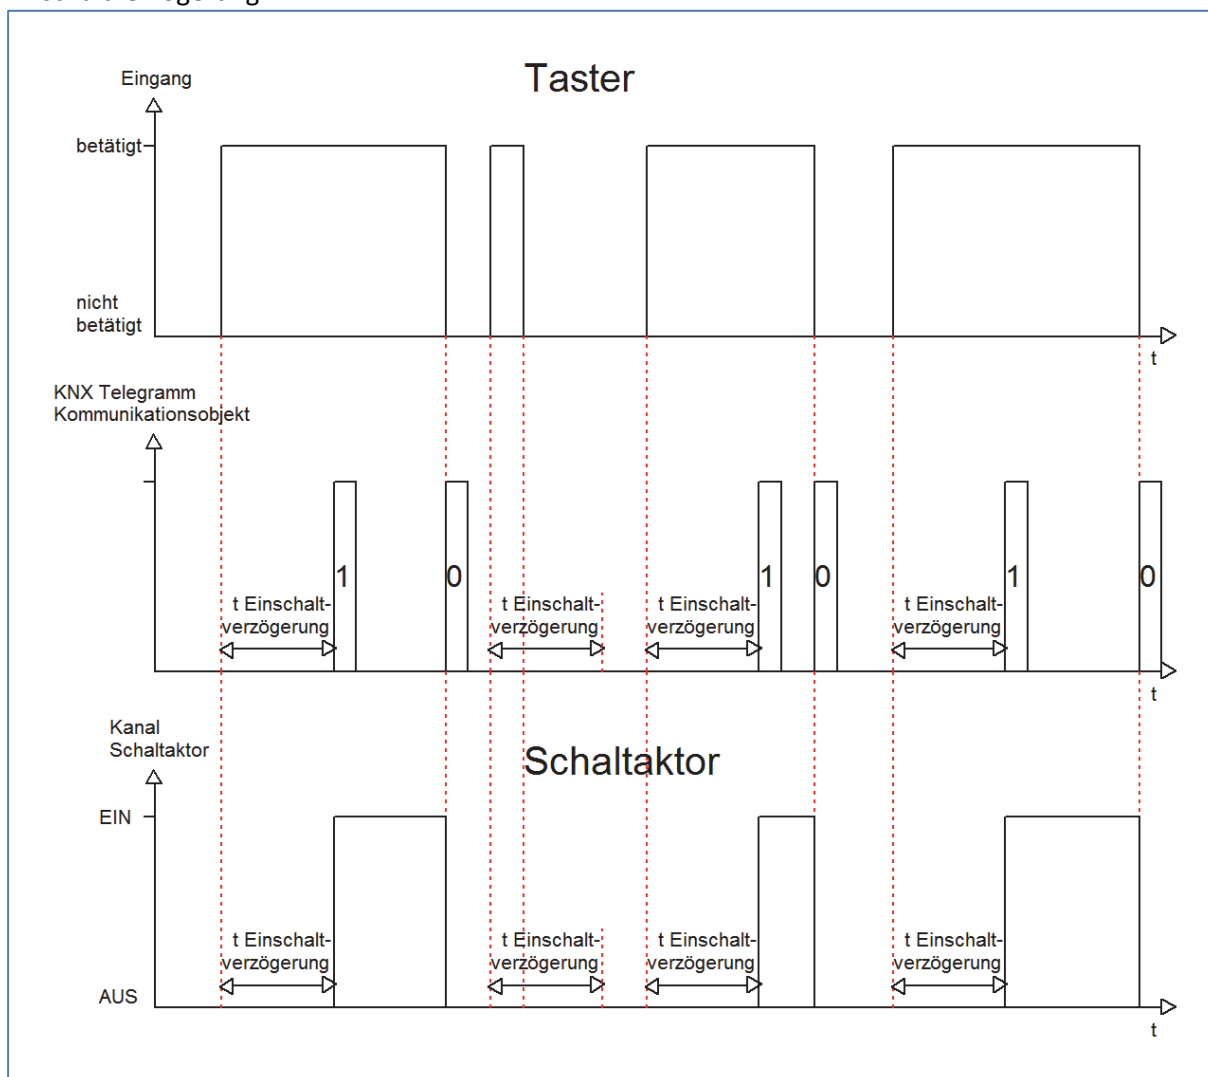 Eingang
Taster
betätigt
nicht
betätigt
t
KNX Telegramm
Kommunikationsobjekt
1
0
1
0
1
0
t Einschalt-
verzögerung
t Einschalt-
verzögerung
t Einschalt-
verzögerung
t Einschalt-
verzögerung
t
Kanal
Schaltaktor
Schaltaktor
EIN
t Einschalt-
verzögerung
t Einschalt-
verzögerung
t Einschalt-
verzögerung
t Einschalt-
verzögerung
AUS
t